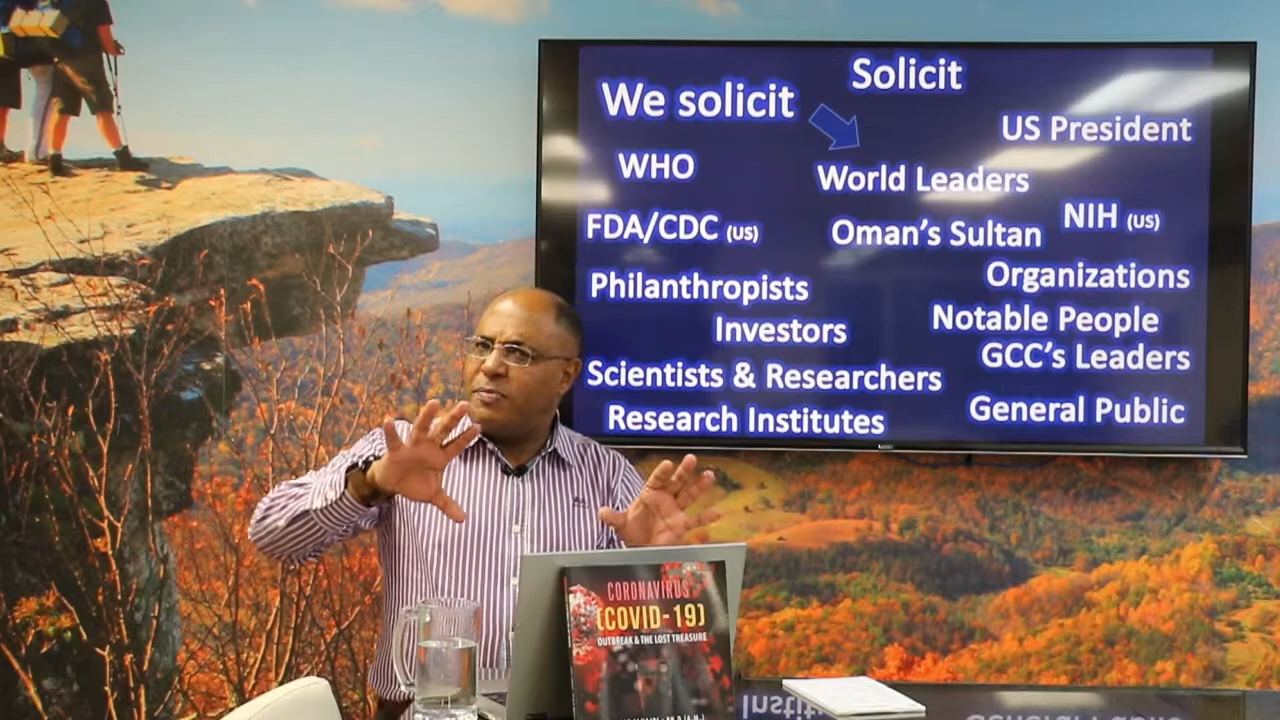 Solicit
We solicit
US President
WHO
World Leaders
FDA/CDC (US)
Oman's Sultan
NIH (US)
Philanthropists
Organizations
Investors
Notable People
GCC's Leaders
Scientists & Researchers
Research Institutes
General Public
CORONAVIRUS
(COVID-19)
OUTBREAK & THE LOST TREASURE